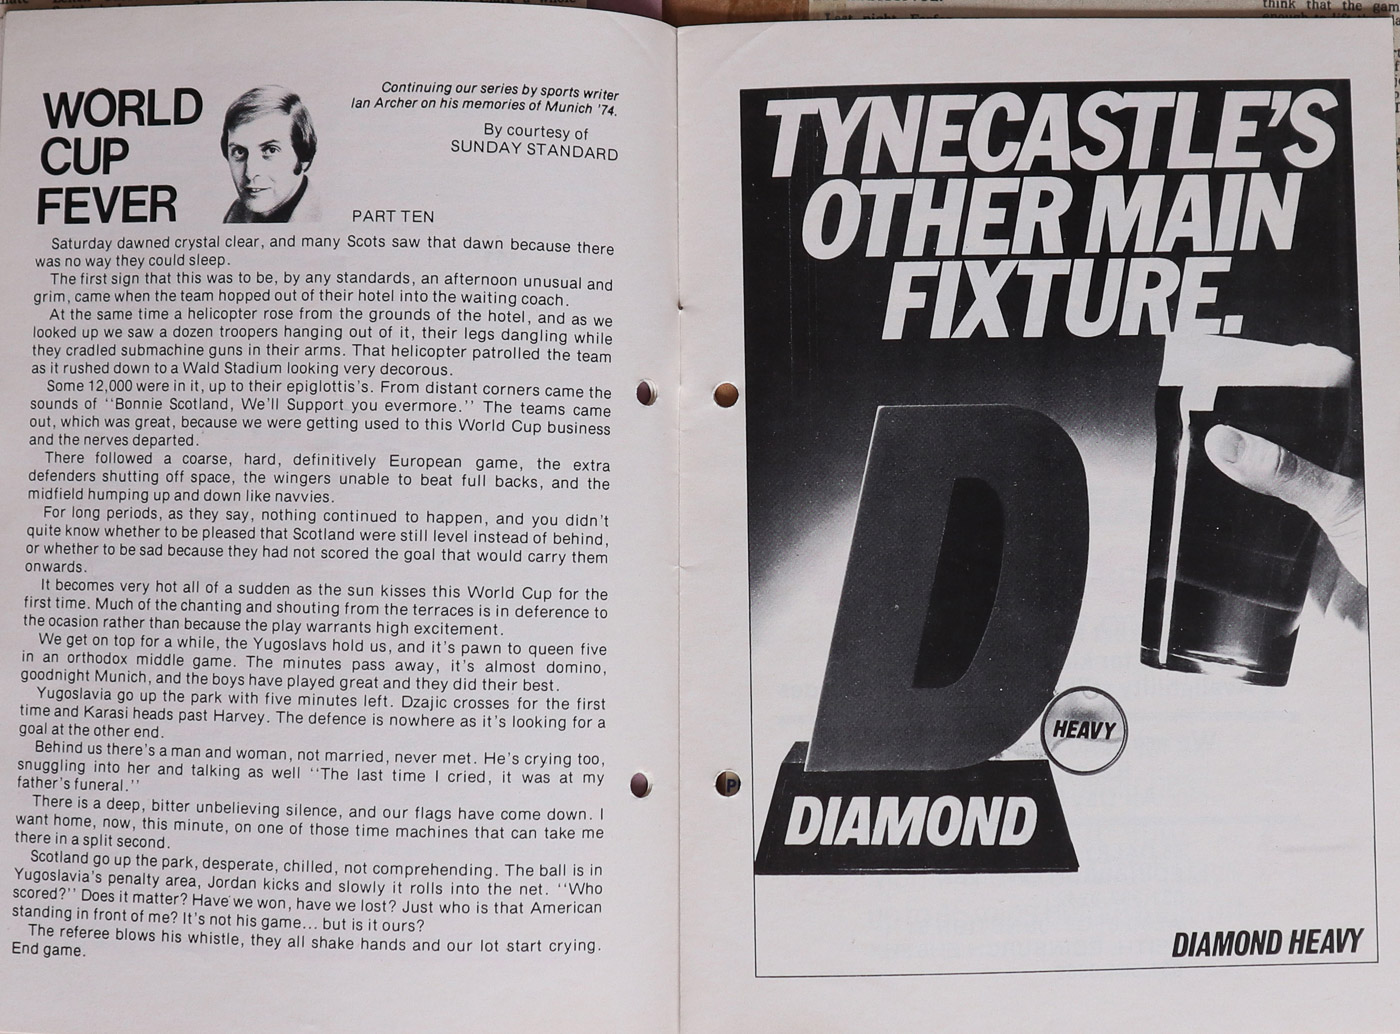 WORLD
CUP
FEVER
Continuing our series by sports writer
Ian Archer on his memories of Munich '74.
By courtesy of
SUNDAY STANDARD
PART TEN
Saturday dawned crystal clear, and many Scots saw that dawn because there
was no way they could sleep.
The first sign that this was to be, by any standards, an afternoon unusual and
grim, came when the team hopped out of their hotel into the waiting coach.
At the same time a helicopter rose from the grounds of the hotel, and as we
looked up we saw a dozen troopers hanging out of it, their legs dangling while
they cradled submachine guns in their arms. That helicopter patrolled the team
as it rushed down to a Wald Stadium looking very decorous.
Some 12,000 were in it, up to their epiglottis's. From distant corners came the
sounds of "Bonnie Scotland, We'll Support you evermore." The teams came
out, which was great, because we were getting used to this World Cup business
and the nerves departed.
There followed a coarse, hard, definitively European game, the extra
defenders shutting off space, the wingers unable to beat full backs, and the
midfield humping up and down like navvies.
For long periods, as they say, nothing continued to happen, and you didn't
quite know whether to be pleased that Scotland were still level instead of behind,
or whether to be sad because they had not scored the goal that would carry them
onwards.
It becomes very hot all of a sudden as the sun kisses this World Cup for the
first time. Much of the chanting and shouting from the terraces is in deference to
the ocasion rather than because the play warrants high excitement.
We get on top for a while, the Yugoslavs hold us, and it's pawn to queen five
in an orthodox middle game. The minutes pass away, it's almost domino,
goodnight Munich, and the boys have played great and they did their best.
Yugoslavia go up the park with five minutes left. Dzajic crosses for the first
time and Karasi heads past Harvey. The defence is nowhere as it's looking for a
goal at the other end.
Behind us there's a man and woman, not married, never met. He's crying too,
snuggling into her and talking as well "The last time I cried, it was at my
father's funeral."
There is a deep, bitter unbelieving silence, and our flags have come down. I
want home, now, this minute, on one of those time machines that can take me
there in a split second.
Scotland go up the park, desperate, chilled, not comprehending. The ball is in
Yugoslavia's penalty area, Jordan kicks and slowly it rolls into the net. "Who
scored?" Does it matter? Have we won, have we lost? Just who is that American
standing in front of me? It's not his game... but is it ours?
The referee blows his whistle, they all shake hands and our lot start crying.
End game.
TYNECASTLE'S
OTHER MAIN
FIXTURE.
D
HEAVY
DIAMOND
DIAMOND HEAVY
think that the gam